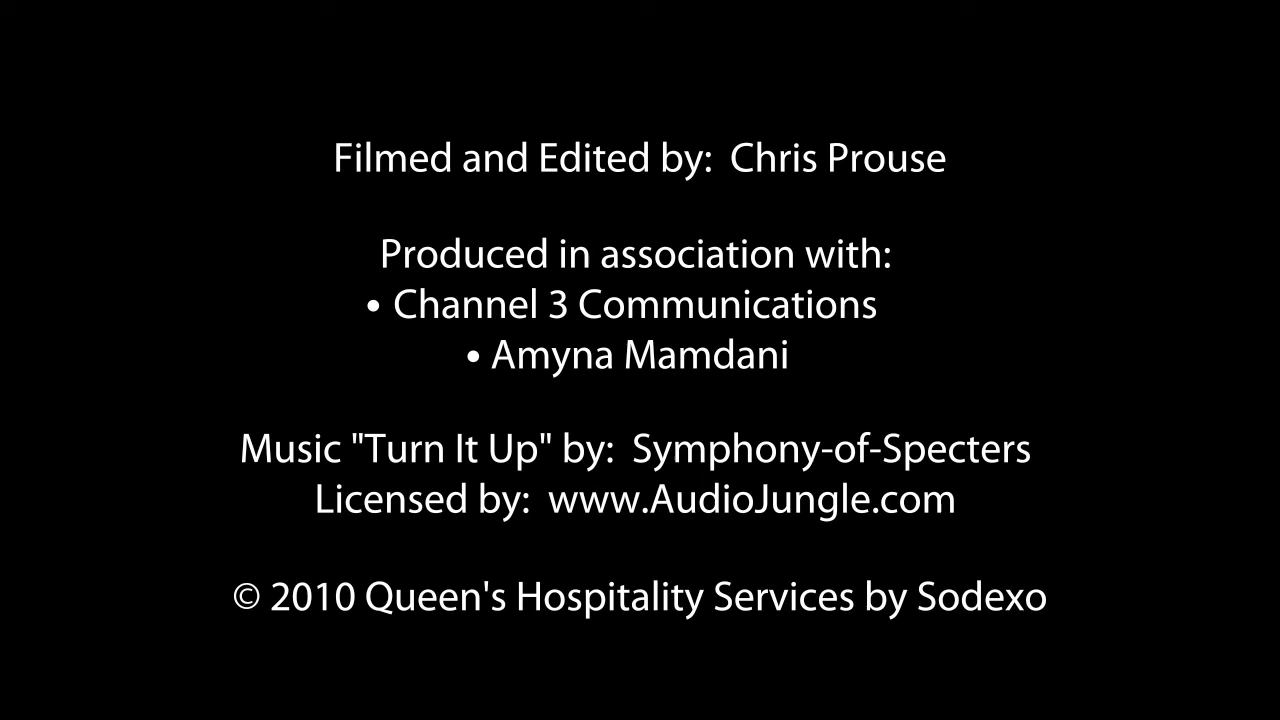 Filmed and Edited by:  Chris Prouse
Produced in association with:
• Channel 3 Communications
• Amyna Mamdani
Music "Turn It Up" by:  Symphony-of-Specters
Licensed by:  www.AudioJungle.com
© 2010 Queen's Hospitality Services by Sodexo